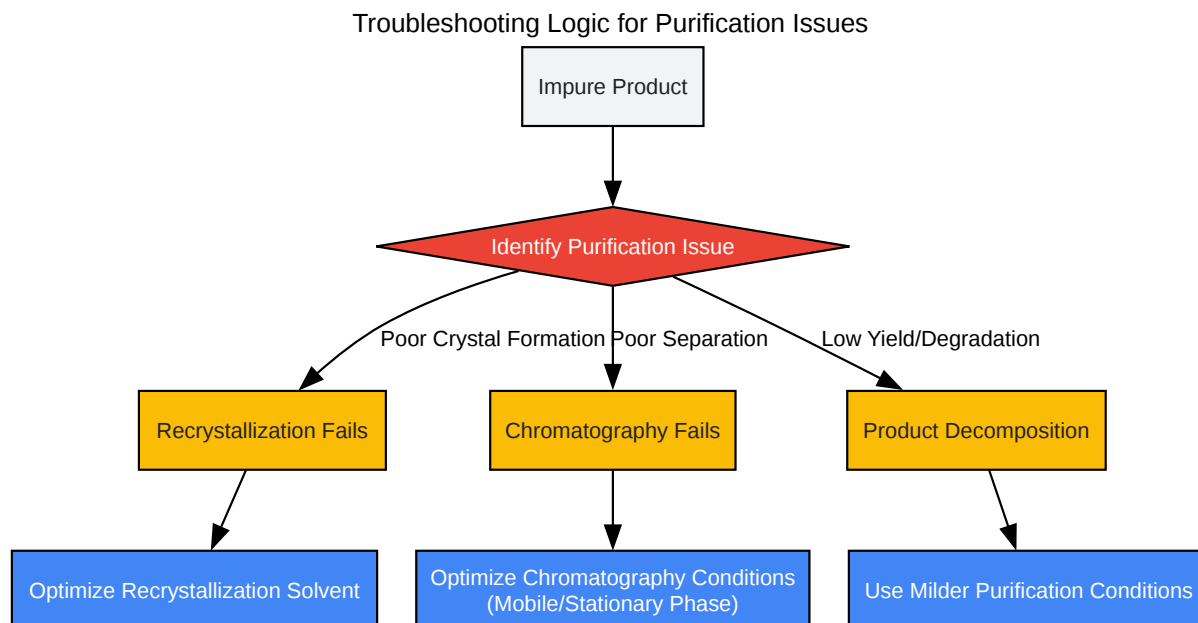 Troubleshooting Logic for Purification Issues
Impure Product
Identify Purification Issue
Poor Crystal Formation
Poor Separation
Low Yield/Degradation
Recrystallization Fails
Chromatography Fails
Product Decomposition
Optimize Recrystallization Solvent
Optimize Chromatography Conditions
(Mobile/Stationary Phase)
Use Milder Purification Conditions